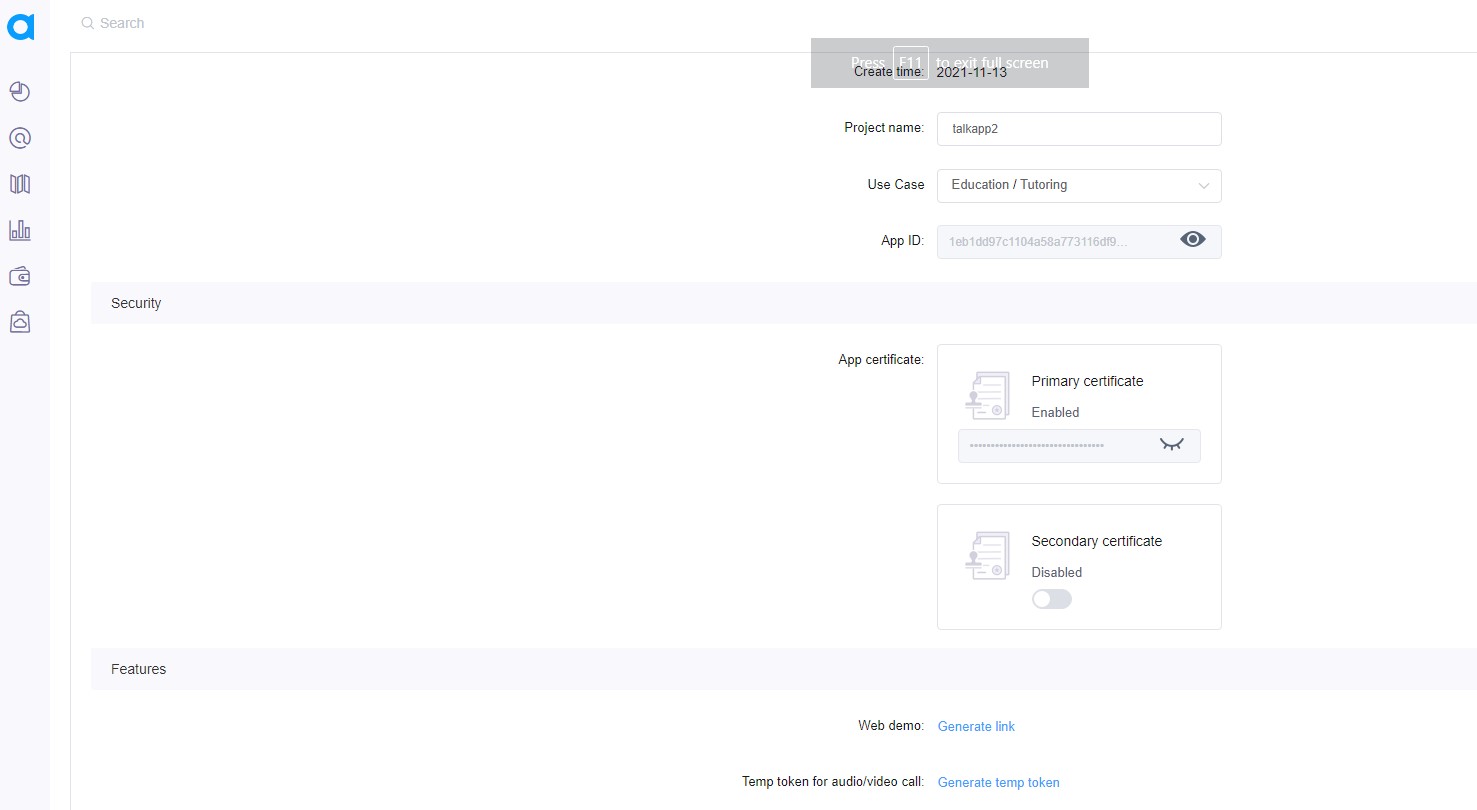 Search
Press F11 to exit full screen
Create time: 2021-11-13
Project name: talkapp2
Use Case Education / Tutoring
App ID: 1eb1dd97c1104a58a773116df9...
Security
App certificate:
Primary certificate
Enabled
••••••••••••••••••••••••••••••••
Secondary certificate
Disabled
Features
Web demo: Generate link
Temp token for audio/video call: Generate temp token